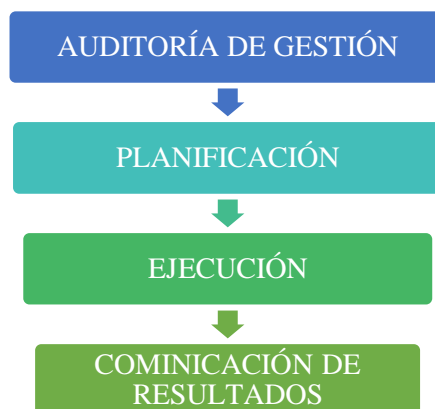 AUDITORÍA DE GESTIÓN
PLANIFICACIÓN
EJECUCIÓN
COMINICACIÓN DE
RESULTADOS